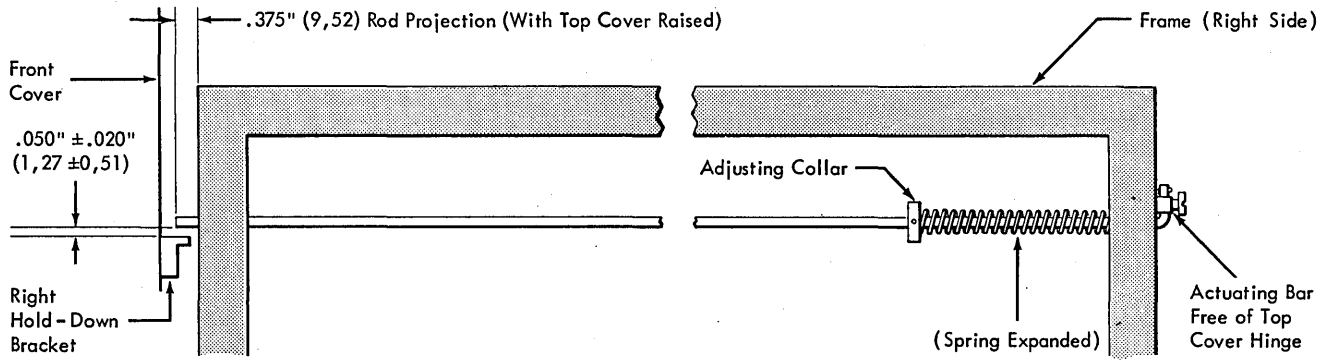 .375" (9,52) Rod Projection (With Top Cover Raised)
Frame (Right Side)
Front
Cover
.050" ±.020"
(1,27 ±0,51)
Adjusting Collar
Right
Hold-Down
Bracket
(Spring Expanded)
Actuating Bar
Free of Top
Cover Hinge